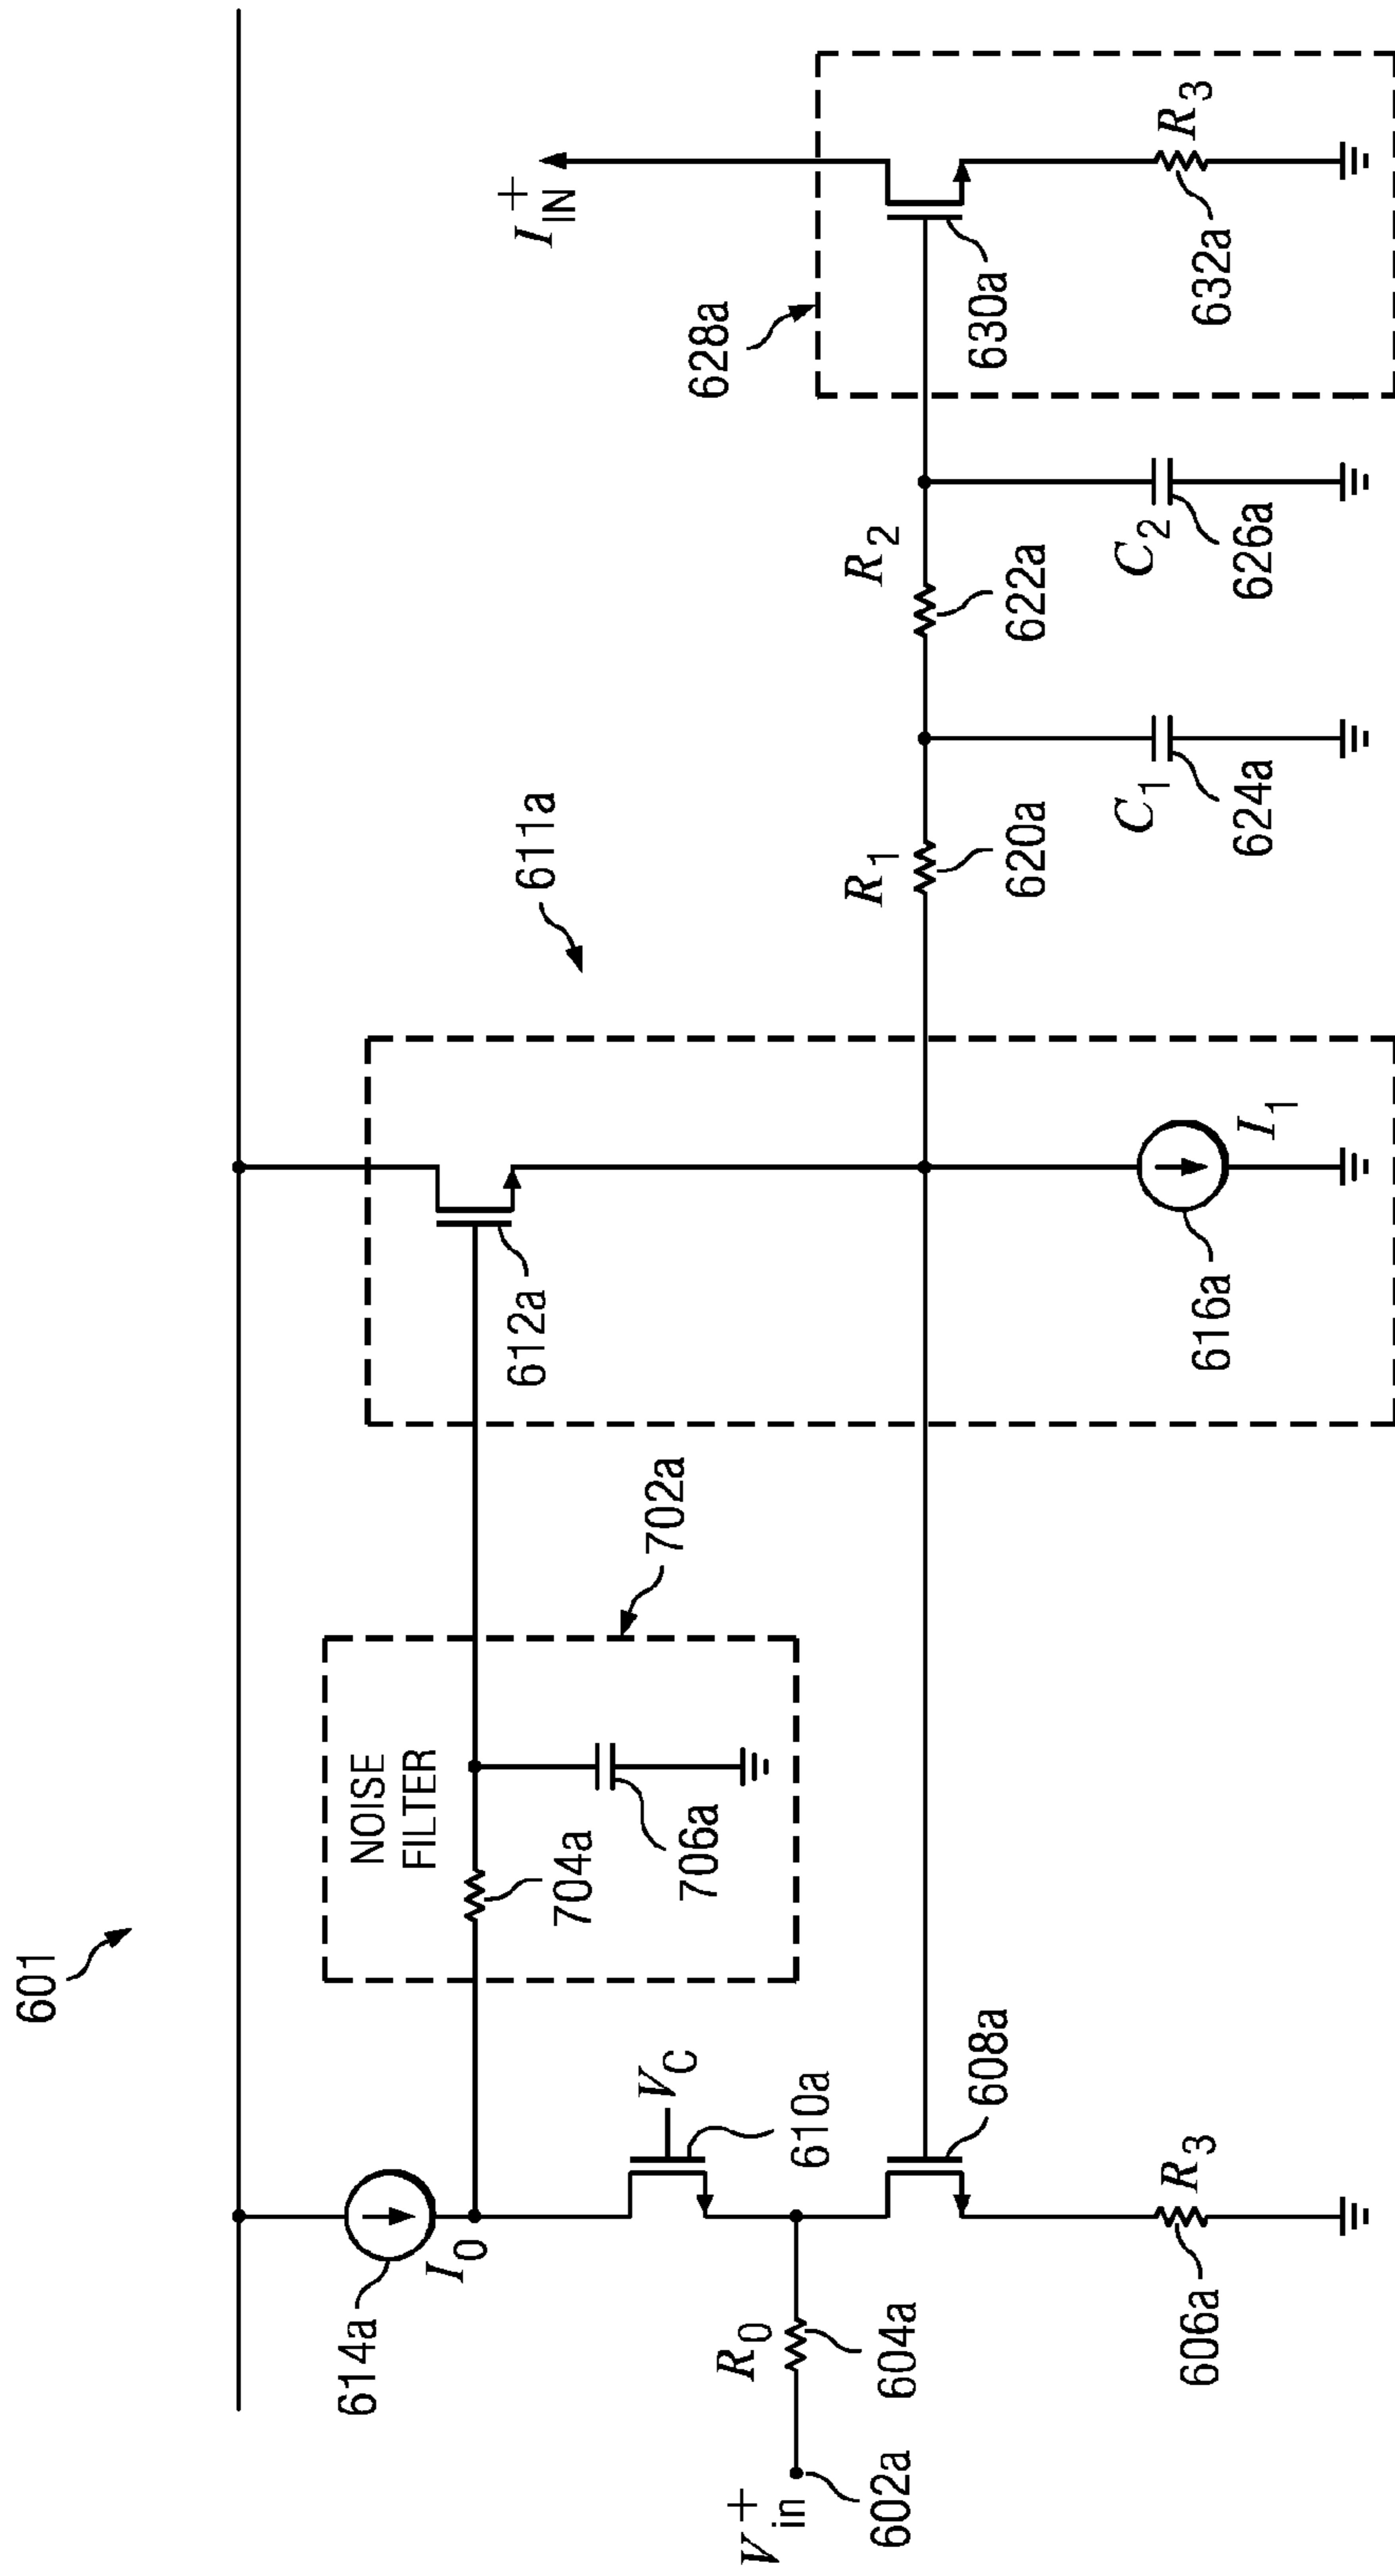 601
614a
I0
NOISE
FILTER
704a
706a
702a
612a
611a
VC
610a
V+in
602a
R0
604a
608a
R3
606a
616a
I1
R1
620a
C1
624a
R2
622a
C2
626a
628a
I+IN
630a
R3
632a